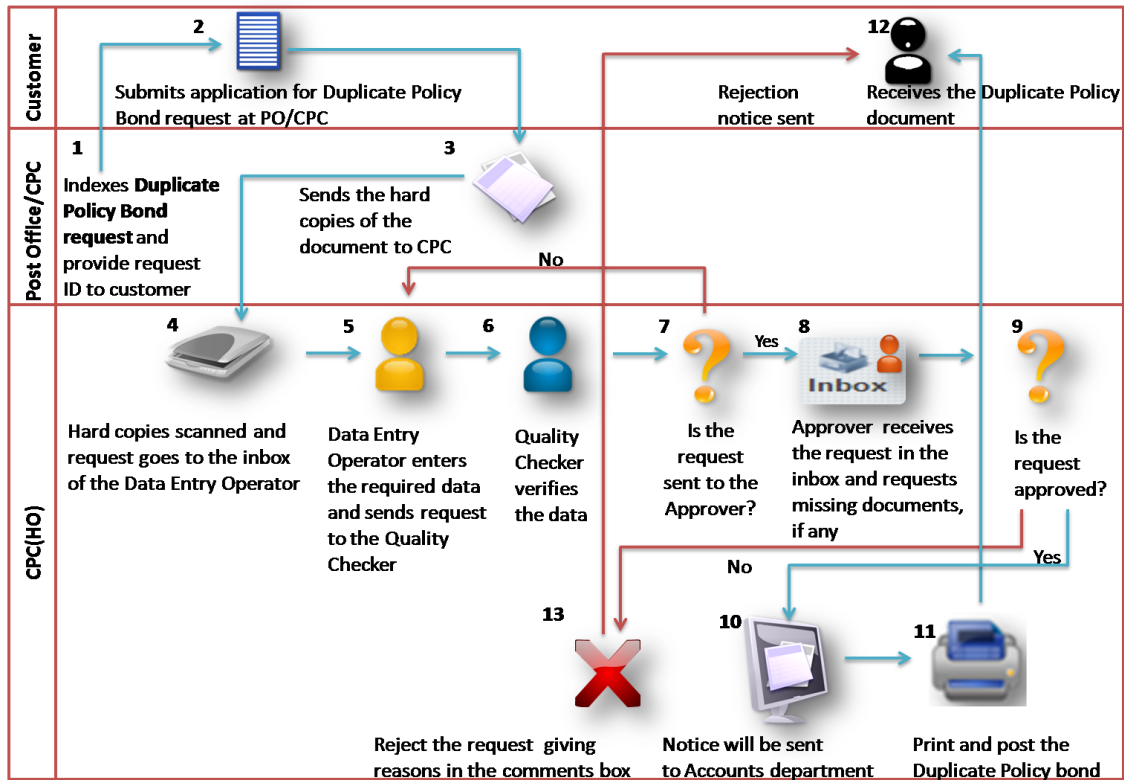 Customer
2
Submits application for Duplicate Policy
Bond request at PO/CPC
12
Rejection
notice sent
Receives the Duplicate Policy
document
Post Office/CPC
1
Indexes Duplicate
Policy Bond
request and
provide request
ID to customer
3
Sends the hard
copies of the
document to CPC
No
CPC(HO)
4
Hard copies scanned and
request goes to the inbox
of the Data Entry Operator
5
Data Entry
Operator enters
the required data
and sends request
to the Quality
Checker
6
Quality
Checker
verifies
the data
7
Is the
request
sent to the
Approver?
Yes
8
Inbox
Approver receives
the request in the
inbox and requests
missing documents,
if any
9
Is the
request
approved?
No
Yes
13
Reject the request giving
reasons in the comments box
10
Notice will be sent
to Accounts department
11
Print and post the
Duplicate Policy bond